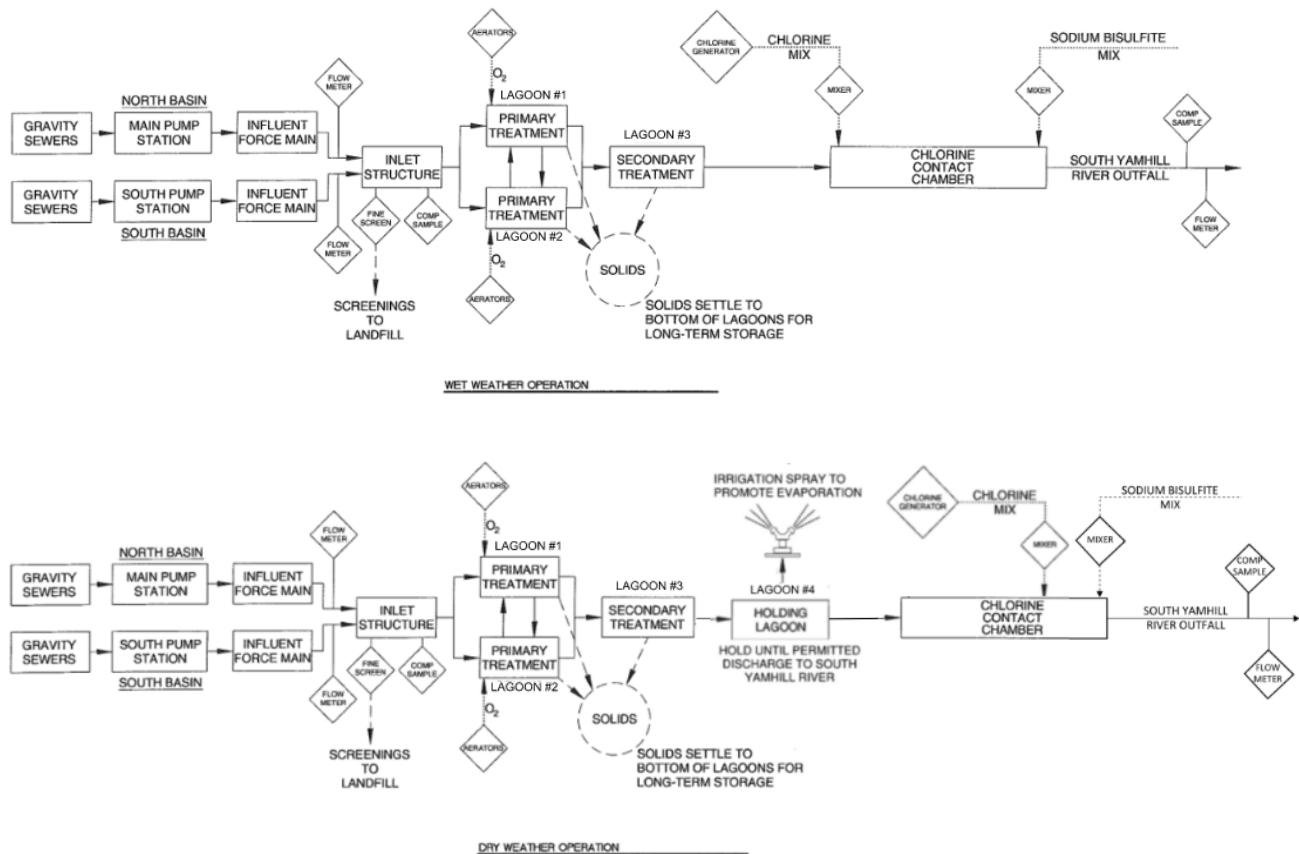 AERATORS
O2
CHLORINE
GENERATOR
CHLORINE
MIX
MIXER
SODIUM BISULFITE
MIX
MIXER
FLOW
METER
NORTH BASIN
GRAVITY
SEWERS
MAIN PUMP
STATION
INFLUENT
FORCE MAIN
LAGOON #1
PRIMARY
TREATMENT
INLET
STRUCTURE
LAGOON #3
SECONDARY
TREATMENT
CHLORINE
CONTACT
CHAMBER
COMP
SAMPLE
SOUTH YAMHILL
RIVER OUTFALL
FLOW
METER
GRAVITY
SEWERS
SOUTH PUMP
STATION
SOUTH BASIN
INFLUENT
FORCE MAIN
FLOW
METER
FINE
SCREEN
COMP
SAMPLE
PRIMARY
TREATMENT
LAGOON #2
O2
AERATORS
SOLIDS
SCREENINGS
TO
LANDFILL
SOLIDS SETTLE TO
BOTTOM OF LAGOONS FOR
LONG-TERM STORAGE
WET WEATHER OPERATION
AERATORS
O2
IRRIGATION SPRAY TO
PROMOTE EVAPORATION
CHLORINE
GENERATOR
CHLORINE
MIX
MIXER
SODIUM BISULFITE
MIX
MIXER
FLOW
METER
NORTH BASIN
GRAVITY
SEWERS
MAIN PUMP
STATION
INFLUENT
FORCE MAIN
LAGOON #1
PRIMARY
TREATMENT
INLET
STRUCTURE
LAGOON #3
SECONDARY
TREATMENT
LAGOON #4
HOLDING
LAGOON
HOLD UNTIL PERMITTED
DISCHARGE TO SOUTH
YAMHILL RIVER
CHLORINE
CONTACT
CHAMBER
COMP
SAMPLE
SOUTH YAMHILL
RIVER OUTFALL
FLOW
METER
GRAVITY
SEWERS
SOUTH PUMP
STATION
SOUTH BASIN
INFLUENT
FORCE MAIN
FLOW
METER
FINE
SCREEN
COMP
SAMPLE
PRIMARY
TREATMENT
LAGOON #2
O2
AERATORS
SOLIDS
SCREENINGS
TO
LANDFILL
SOLIDS SETTLE TO
BOTTOM OF LAGOONS FOR
LONG-TERM STORAGE
DRY WEATHER OPERATION